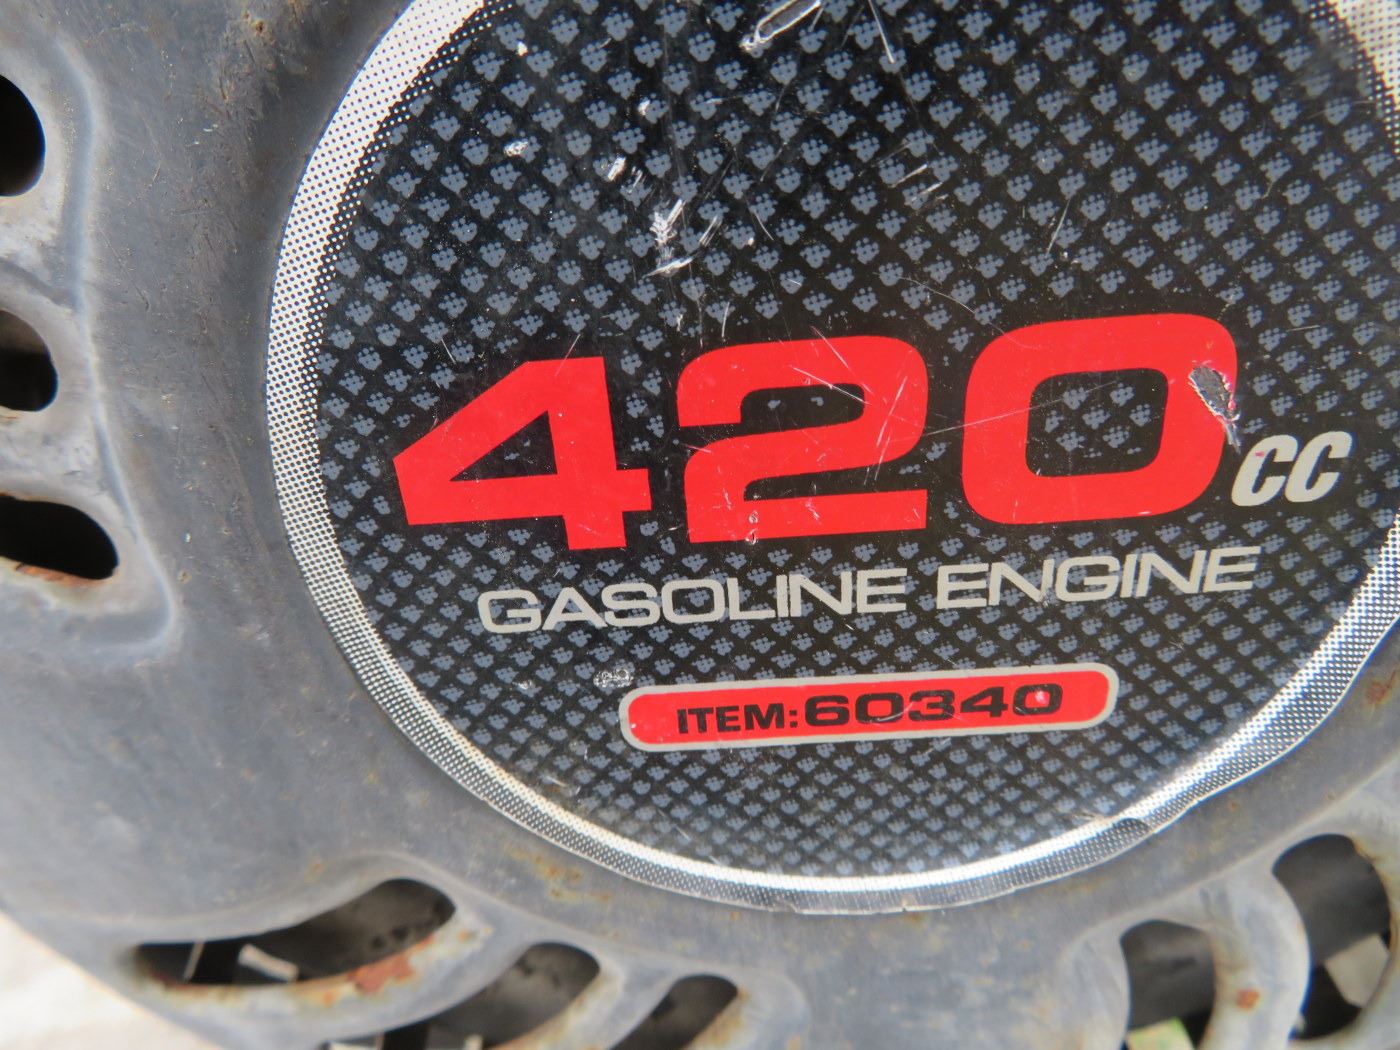 420 cc
GASOLINE ENGINE
ITEM:60340